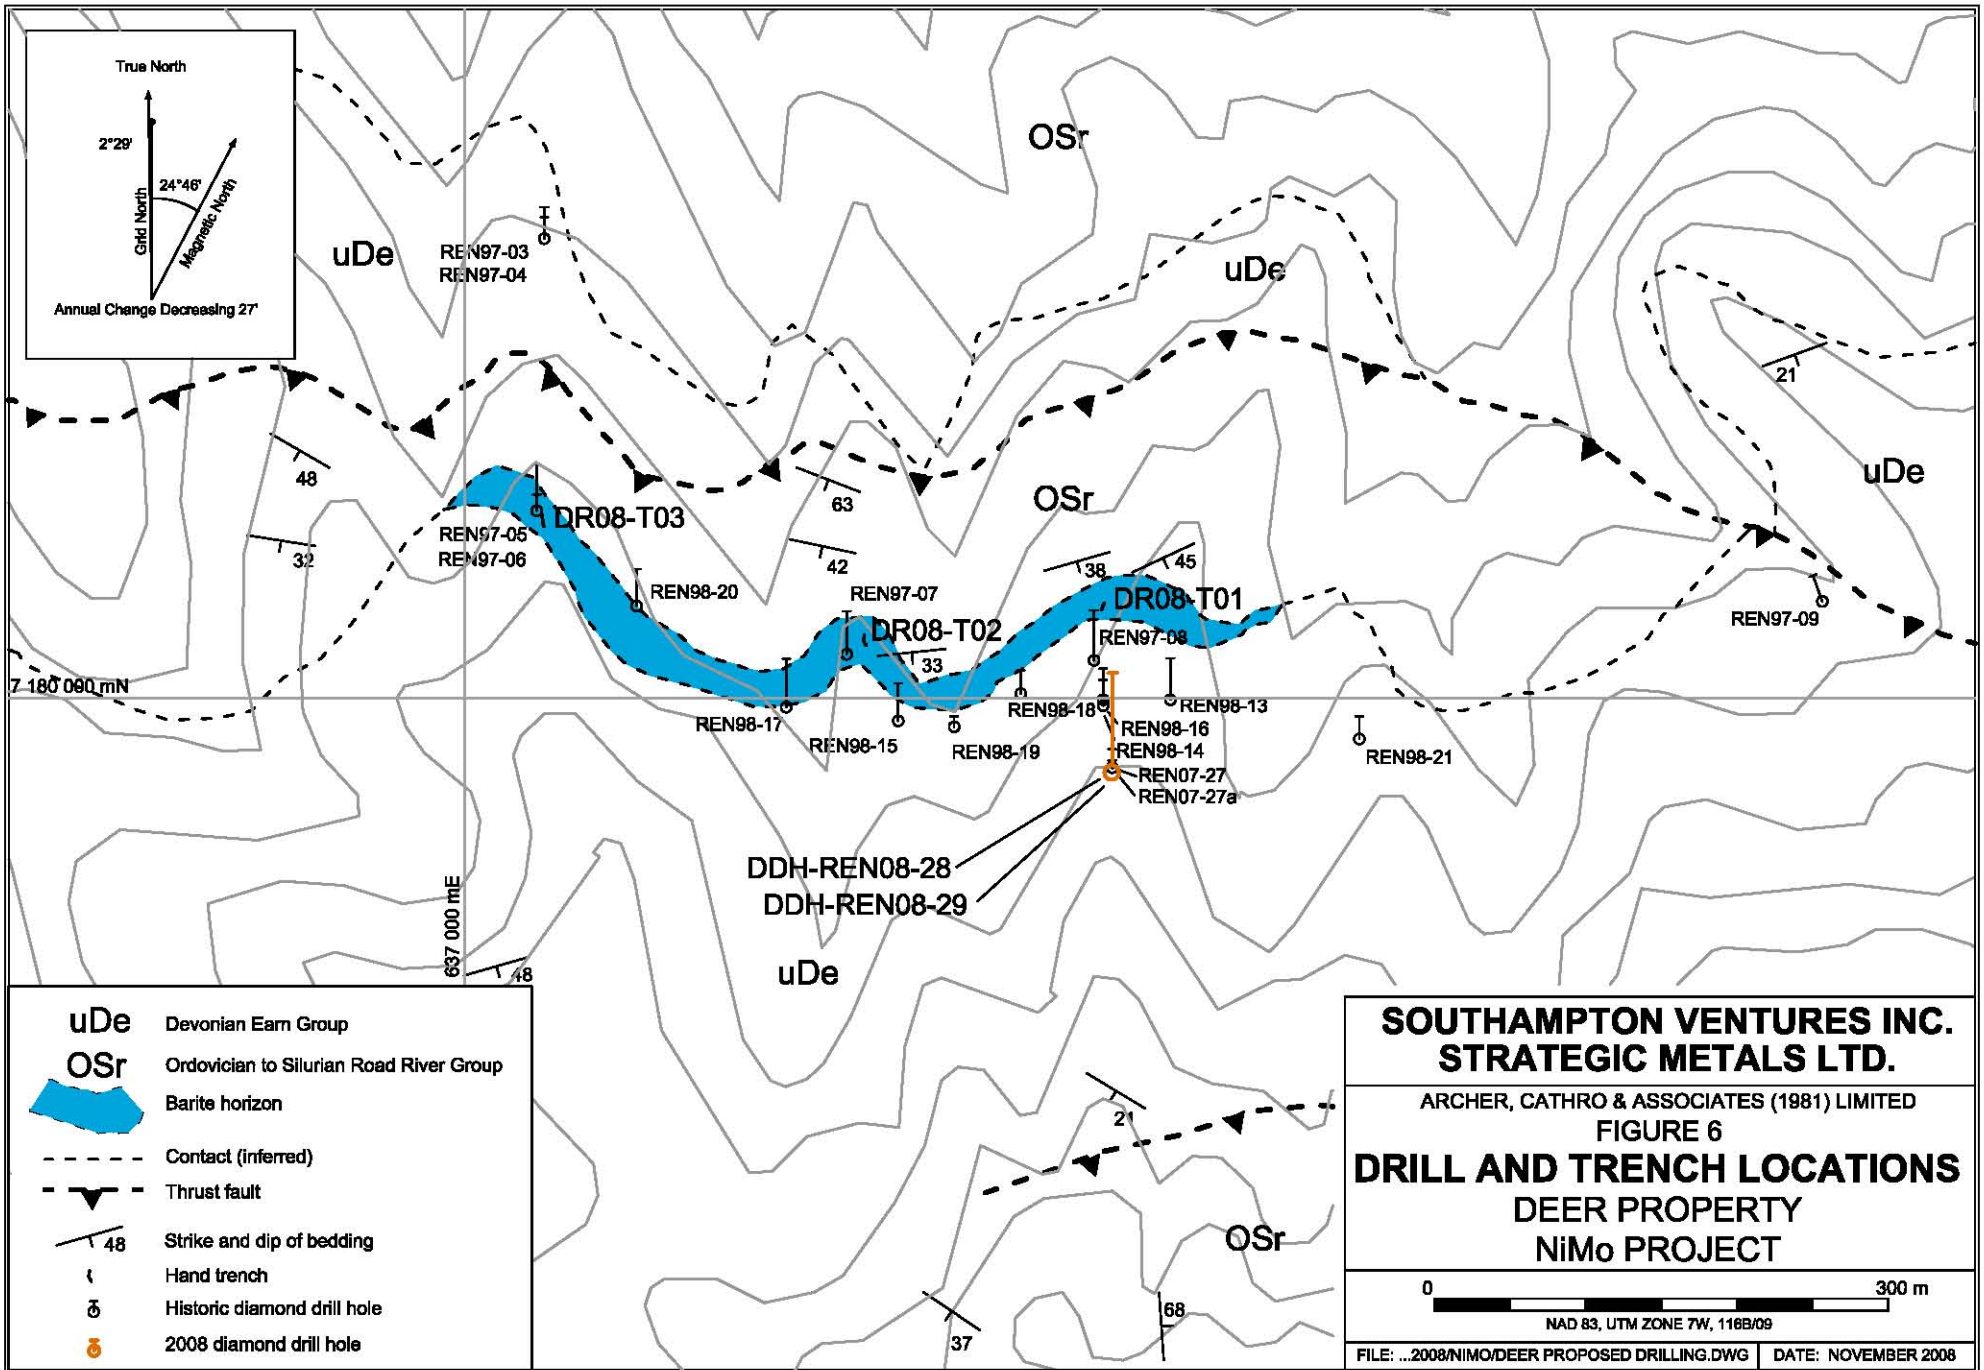 True North
2°29'
24°46'
Grid North
Magnetic North
Annual Change Decreasing 27'
OSr
uDe
REN97-03
REN97-04
uDe
21
uDe
48
63
OSr
DR08-T03
REN97-05
REN97-06
32
42
38
45
REN98-20
REN97-07
DR08-T01
DR08-T02
REN97-08
33
REN97-09
7 180 000 mN
REN98-17
REN98-15
REN98-19
REN98-18
REN98-13
REN98-16
REN98-14
REN07-27
REN07-27a
REN98-21
DDH-REN08-28
DDH-REN08-29
637 000 mE
48
uDe
21
OSr
37
68
uDe Devonian Earn Group
OSr Ordovician to Silurian Road River Group
Barite horizon
Contact (inferred)
Thrust fault
48 Strike and dip of bedding
Hand trench
Historic diamond drill hole
2008 diamond drill hole
SOUTHAMPTON VENTURES INC.
STRATEGIC METALS LTD.
ARCHER, CATHRO & ASSOCIATES (1981) LIMITED
FIGURE 6
DRILL AND TRENCH LOCATIONS
DEER PROPERTY
NiMo PROJECT
0 300 m
NAD 83, UTM ZONE 7W, 116B/09
FILE: ...2008/NIMO/DEER PROPOSED DRILLING.DWG DATE: NOVEMBER 2008